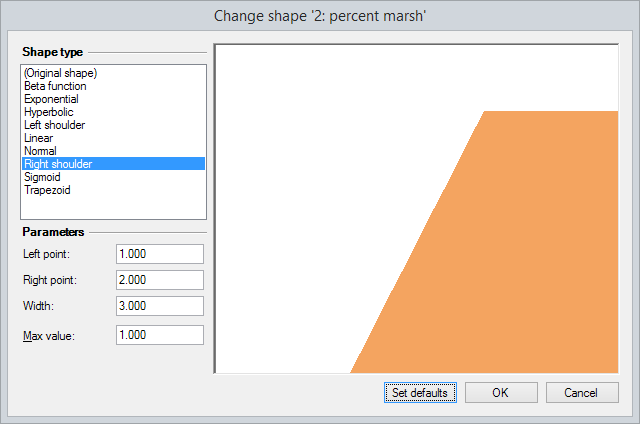 Change shape '2: percent marsh'
Shape type
(Original shape)
Beta function
Exponential
Hyperbolic
Left shoulder
Linear
Normal
Right shoulder
Sigmoid
Trapezoid
Parameters
Left point: 1.000
Right point: 2.000
Width: 3.000
Max value: 1.000
Set defaults OK Cancel